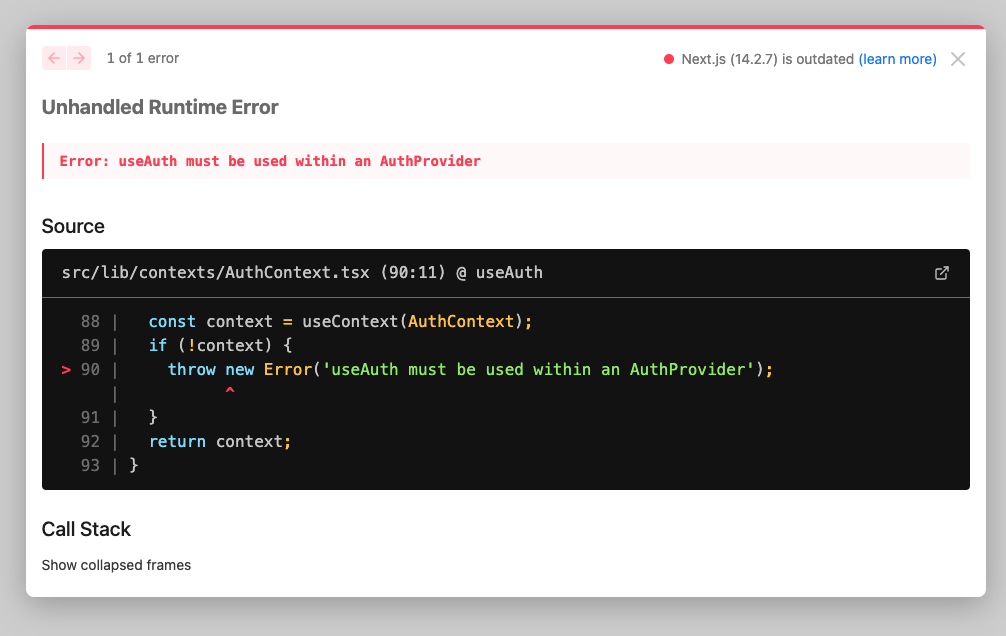 1 of 1 error
Next.js (14.2.7) is outdated (learn more)
Unhandled Runtime Error
Error: useAuth must be used within an AuthProvider
Source
src/lib/contexts/AuthContext.tsx (90:11) @ useAuth
88 |   const context = useContext(AuthContext);
89 |   if (!context) {
> 90 |     throw new Error('useAuth must be used within an AuthProvider');
|           ^
91 |   }
92 |   return context;
93 | }
Call Stack
Show collapsed frames